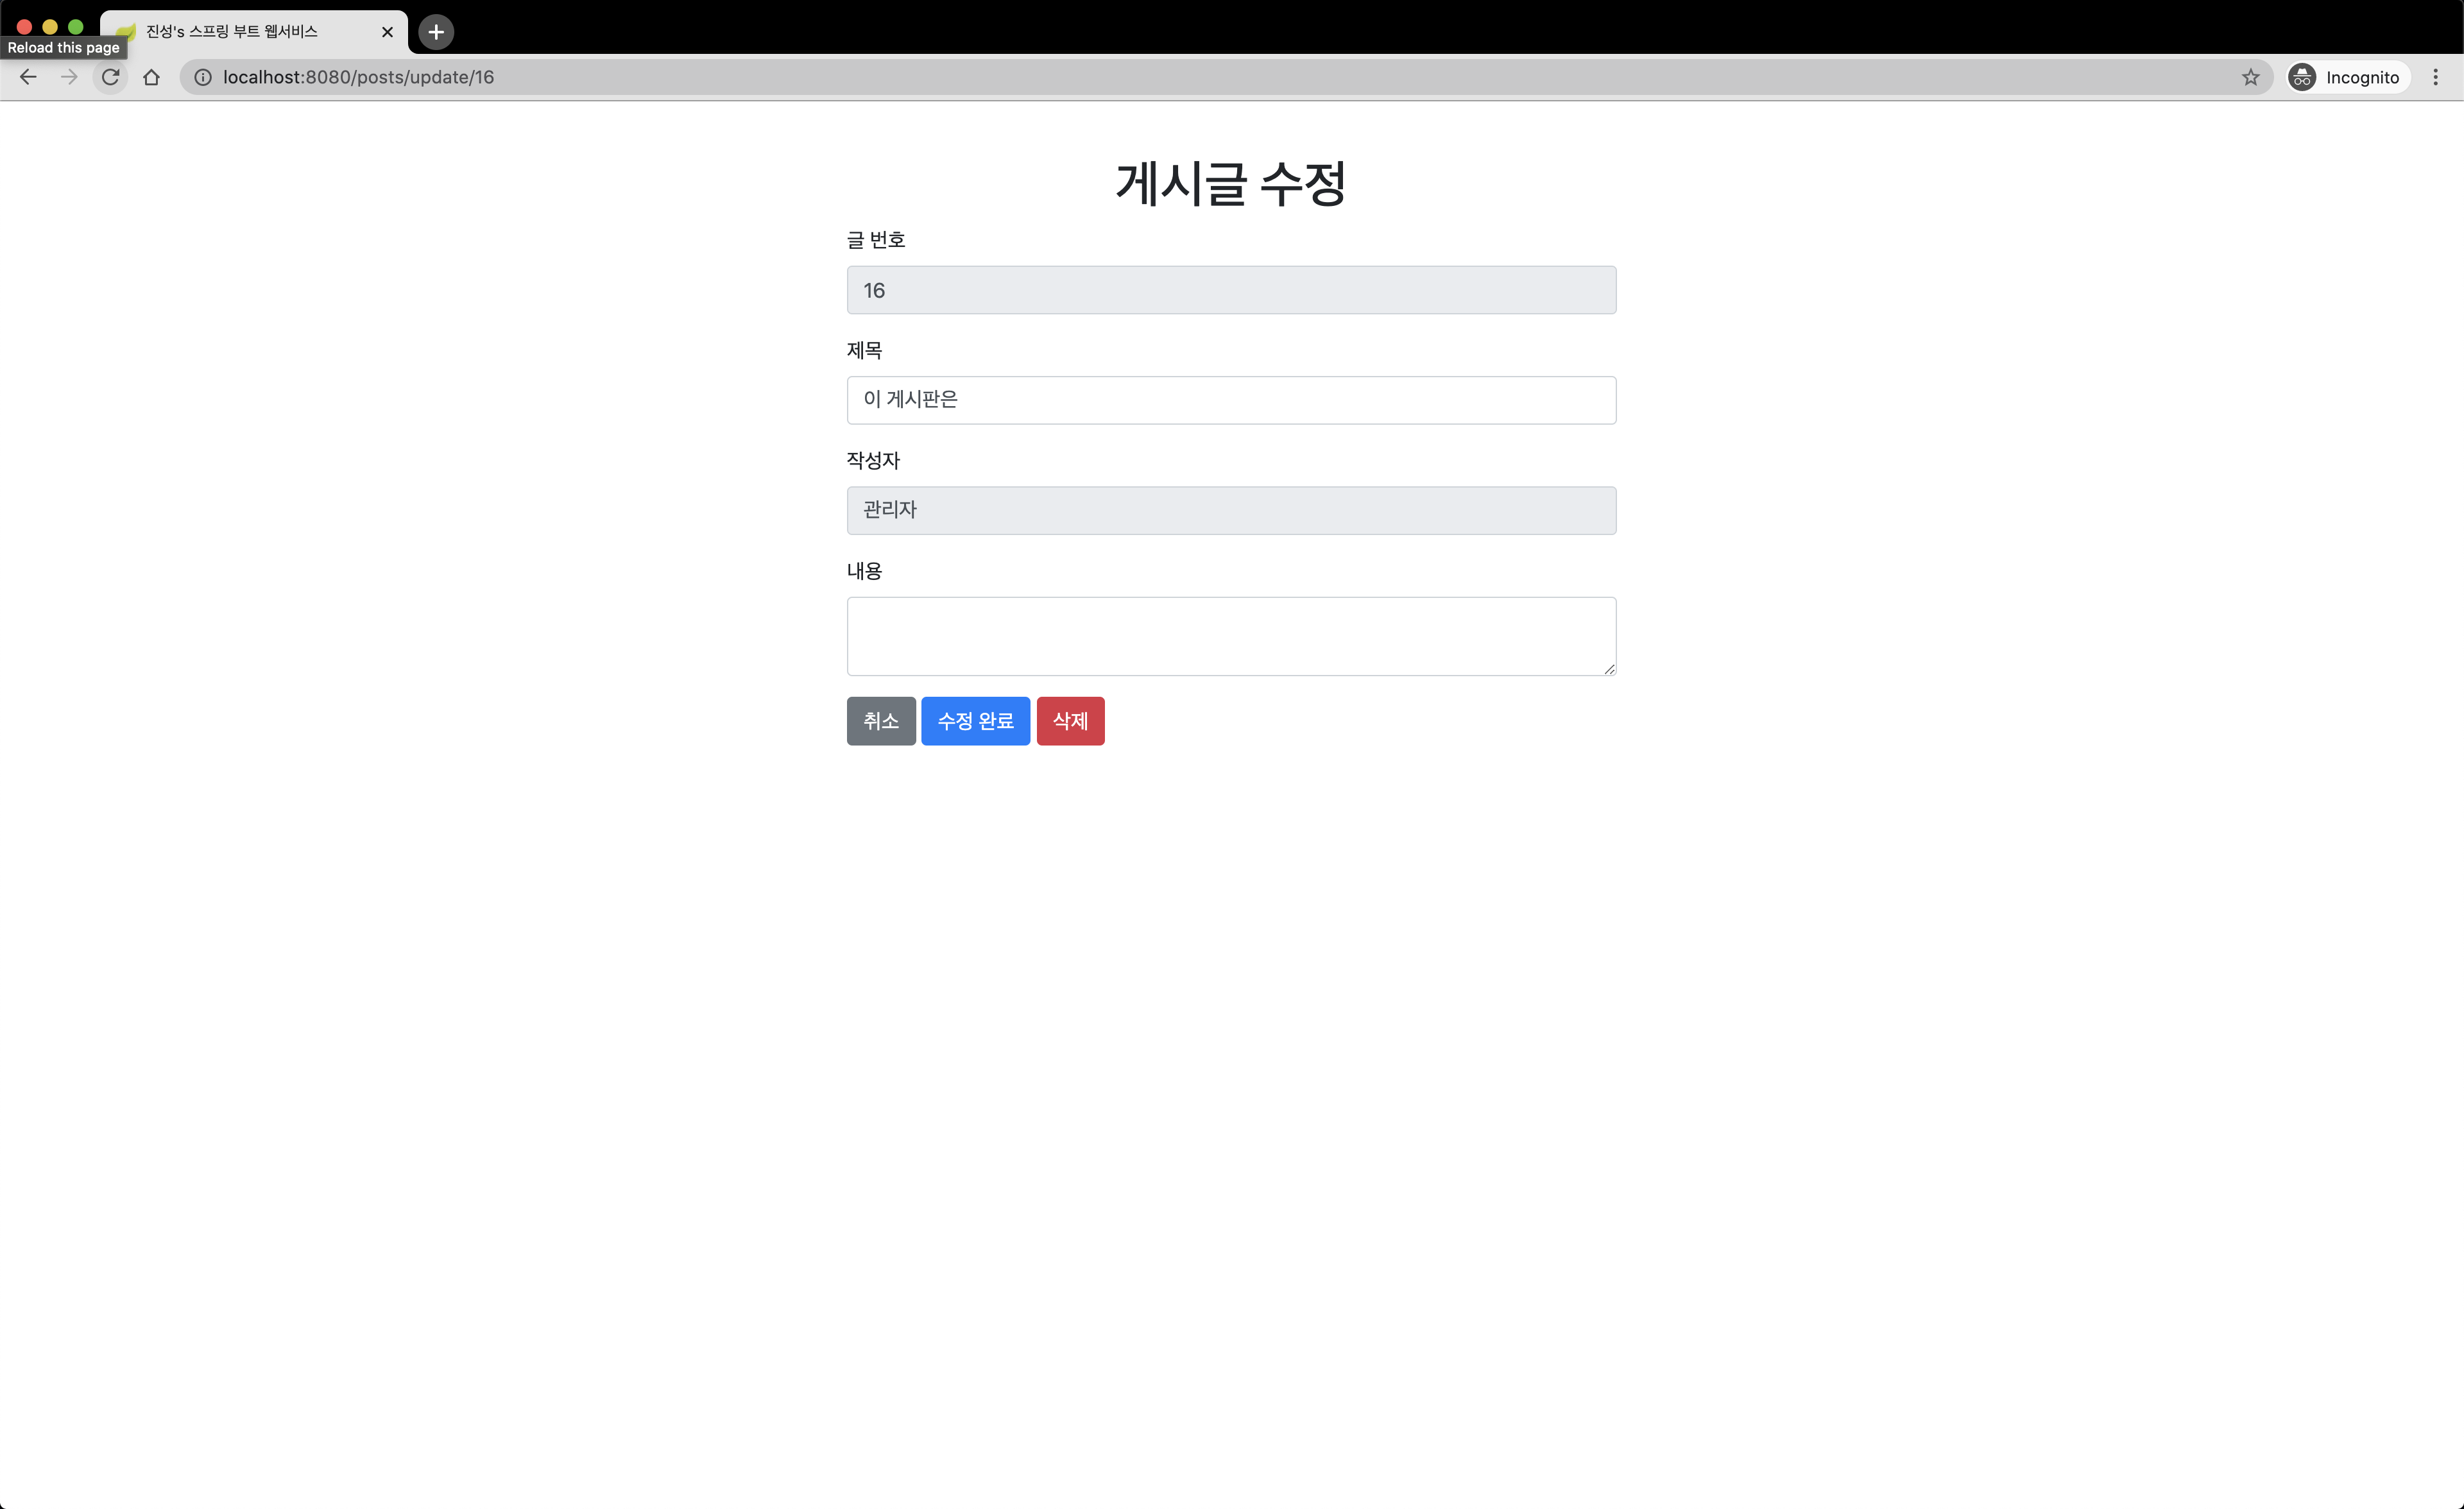 진성's 스프링 부트 웹서비스
Reload this page
localhost:8080/posts/update/16
Incognito
게시글 수정
글 번호
16
제목
이 게시판은
작성자
관리자
내용
취소 수정 완료 삭제